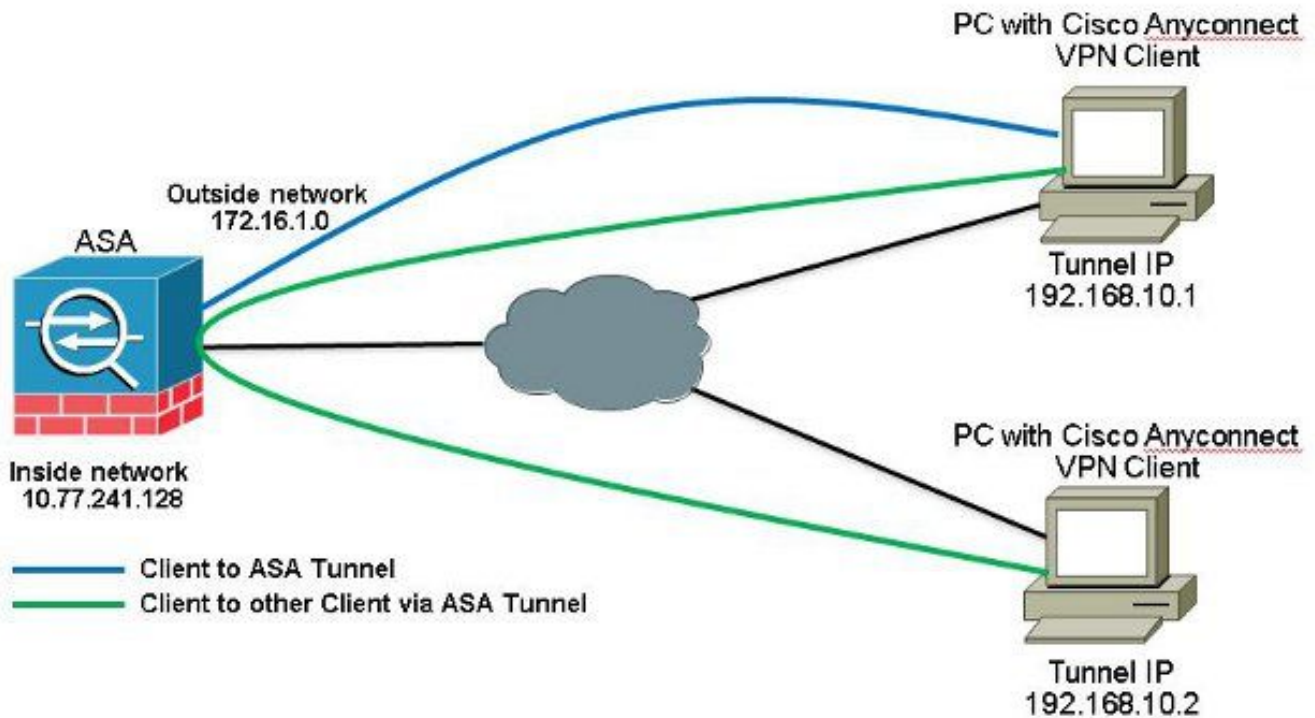 PC with Cisco Anyconnect
VPN Client
Outside network
172.16.1.0
ASA
Tunnel IP
192.168.10.1
PC with Cisco Anyconnect
VPN Client
Inside network
10.77.241.128
Client to ASA Tunnel
Client to other Client via ASA Tunnel
Tunnel IP
192.168.10.2